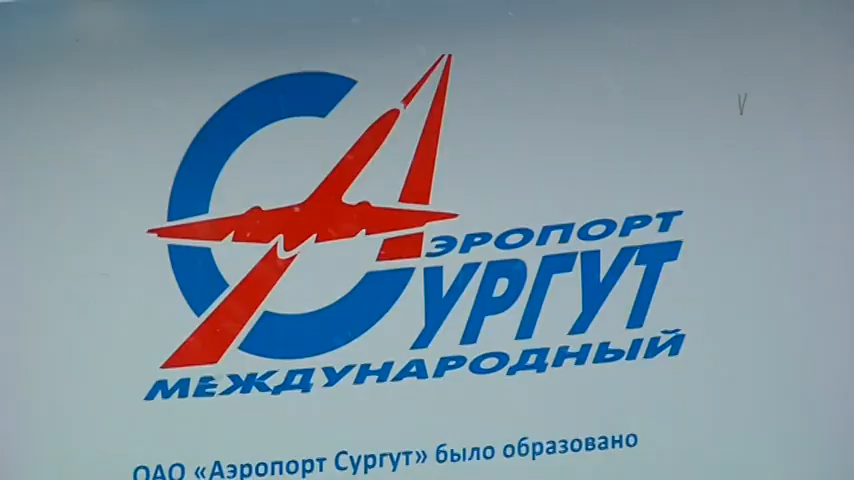 АЭРОПОРТ
СУРГУТ
МЕЖДУНАРОДНЫЙ
ОАО «Аэропорт Сургут» было образовано